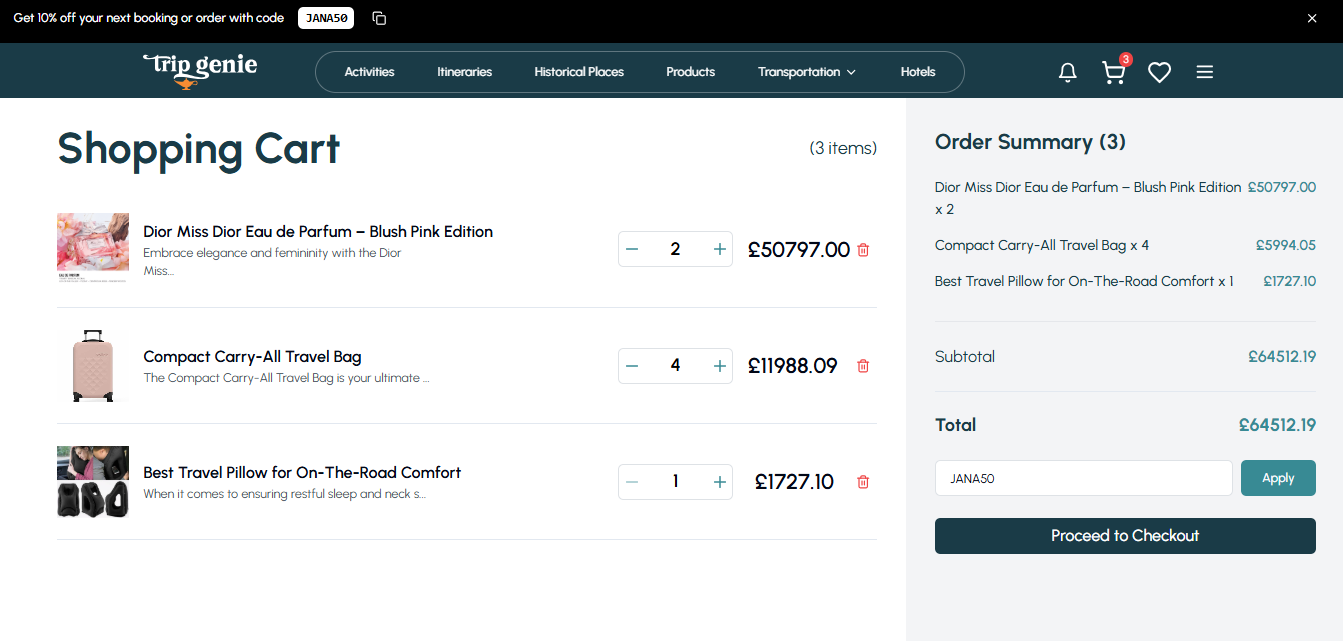 Get 10% off your next booking or order with code JANA50
trip genie
Activities Itineraries Historical Places Products Transportation Hotels
3
Shopping Cart
(3 items)
Dior Miss Dior Eau de Parfum – Blush Pink Edition
Embrace elegance and femininity with the Dior
Miss...
2
£50797.00
Compact Carry-All Travel Bag
The Compact Carry-All Travel Bag is your ultimate ...
4
£11988.09
Best Travel Pillow for On-The-Road Comfort
When it comes to ensuring restful sleep and neck s...
1
£1727.10
Order Summary (3)
Dior Miss Dior Eau de Parfum – Blush Pink Edition £50797.00
x 2
Compact Carry-All Travel Bag x 4 £5994.05
Best Travel Pillow for On-The-Road Comfort x 1 £1727.10
Subtotal £64512.19
Total £64512.19
JANA50 Apply
Proceed to Checkout